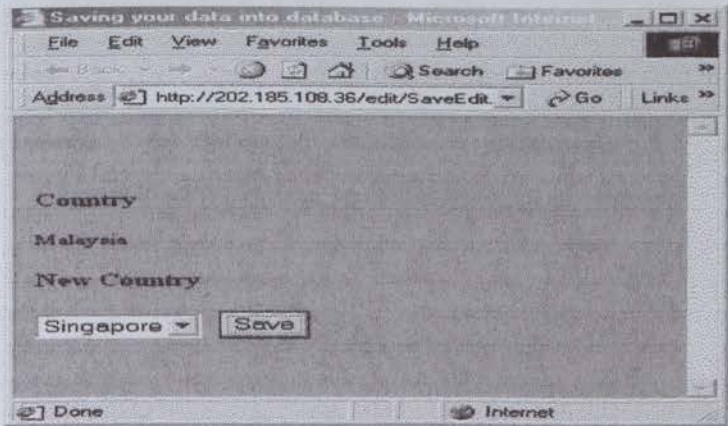 Saving your data into database - Microsoft Internet
File Edit View Favorites Tools Help
Back Search Favorites »
Address http://202.185.108.36/edit/SaveEdit. Go Links »
Country
Malaysia
New Country
Singapore Save
Done Internet